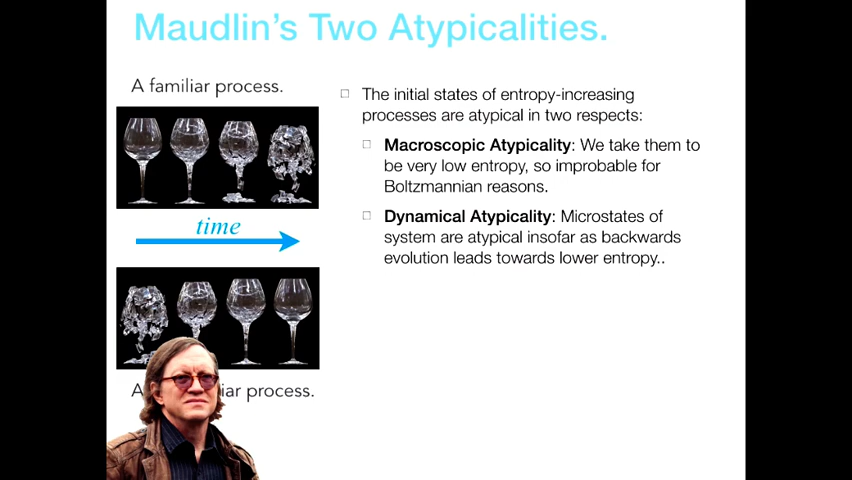 Maudlin's Two Atypicalities.
A familiar process.
The initial states of entropy-increasing
processes are atypical in two respects:
Macroscopic Atypicality: We take them to
be very low entropy, so improbable for
Boltzmannian reasons.
Dynamical Atypicality: Microstates of
system are atypical insofar as backwards
evolution leads towards lower entropy..
time
process.